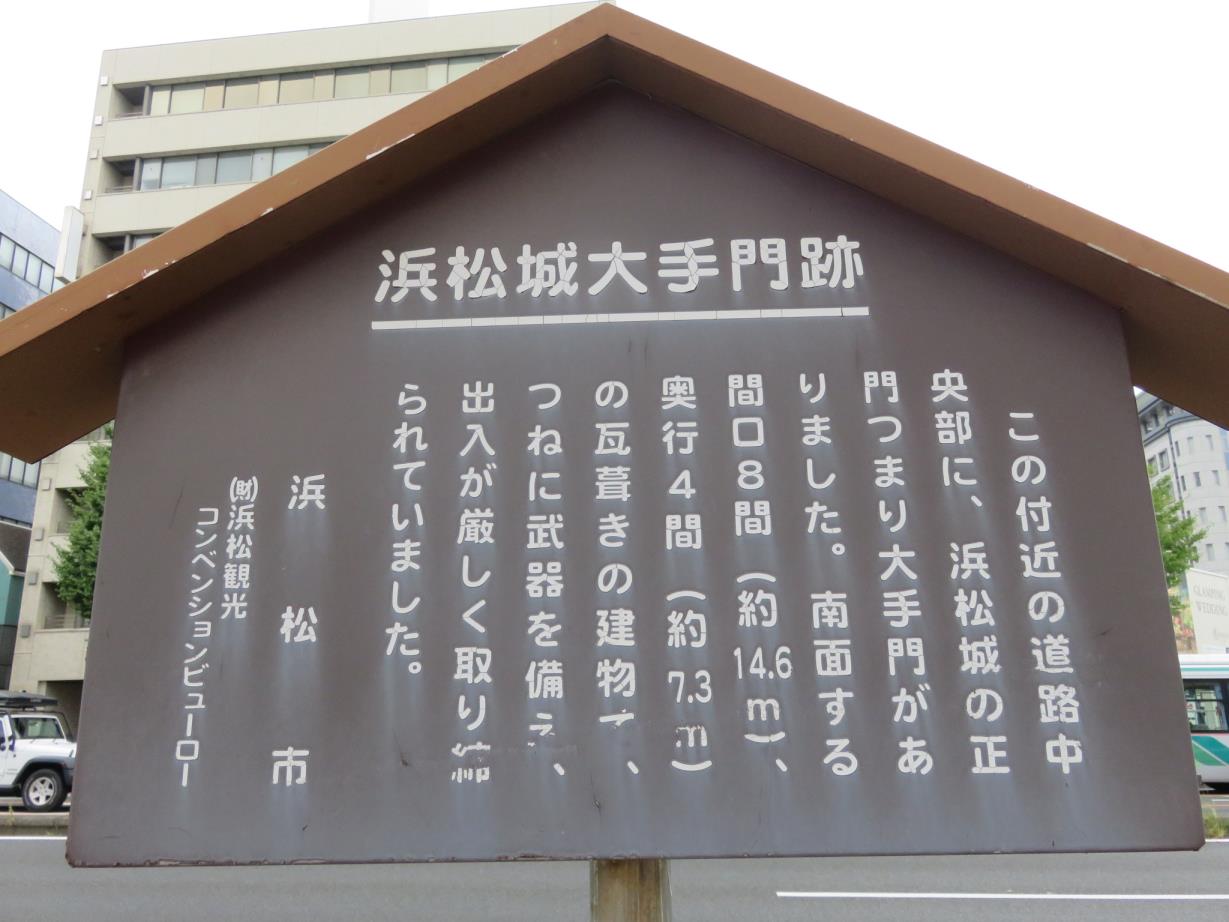 浜松城大手門跡
この付近の道路中
央部に、浜松城の正
門つまり大手門があ
りました。南面する
間口8間(約14.6m)、
奥行4間(約7.3m)
の瓦葺きの建物で、
つねに武器を備え、
出入が厳しく取り締
られていました。
浜松市
(財)浜松観光
コンベンションビューロー
GLAMPING
WEDDING